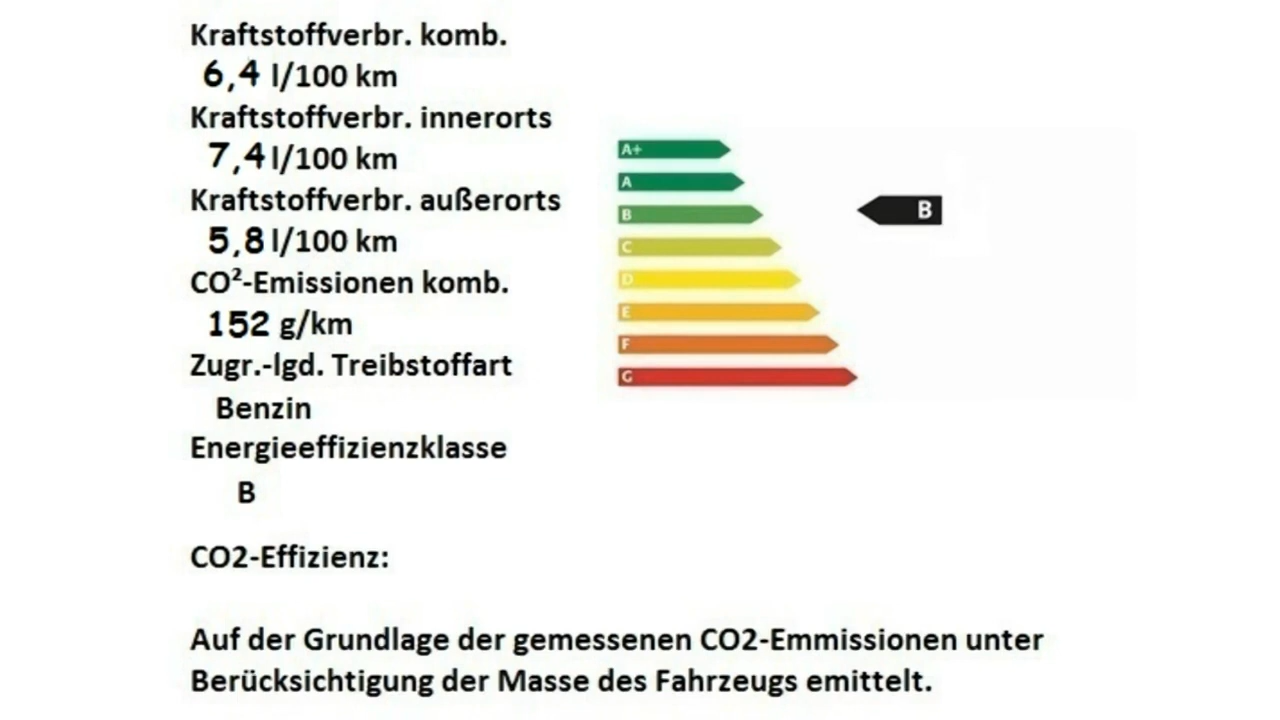 Kraftstoffverbr. komb.
6,4 l/100 km
Kraftstoffverbr. innerorts
7,4 l/100 km
Kraftstoffverbr. außerorts
5,8 l/100 km
CO²-Emissionen komb.
152 g/km
Zugr.-lgd. Treibstoffart
Benzin
Energieeffizienzklasse
B
A+
A
B
B
C
D
E
F
G
CO2-Effizienz:
Auf der Grundlage der gemessenen CO2-Emmissionen unter
Berücksichtigung der Masse des Fahrzeugs emittelt.